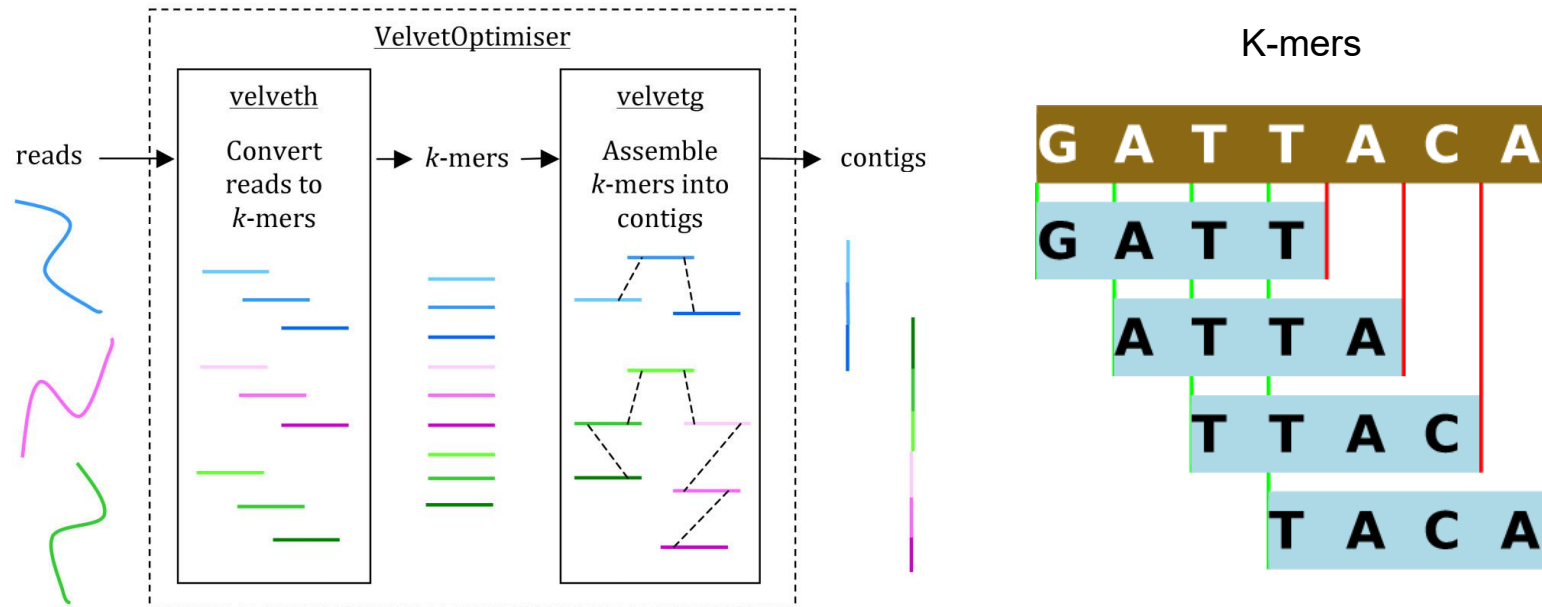 VelvetOptimiser
velveth
Convert
reads to
k-mers
reads
k-mers
velvetg
Assemble
k-mers into
contigs
contigs
K-mers
G A T T A C A
G A T T
A T T A
T T A C
T A C A